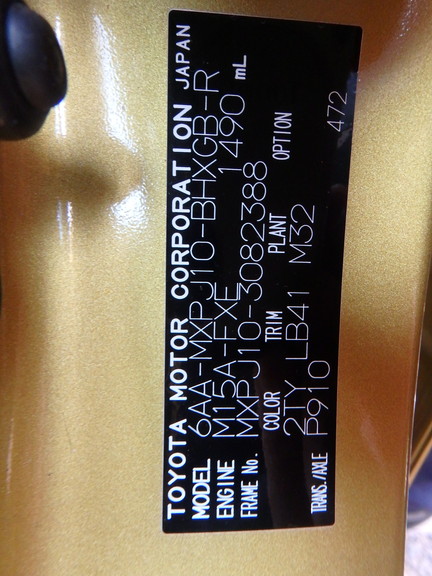 TOYOTA MOTOR CORPORATION JAPAN
MODEL 6AA-MXPJ10-BHXGB-R
ENGINE M15A-FXE 1490 mL
FRAME No. MXPJ10-3082388
COLOR TRIM PLANT OPTION
2TY LB41 M32
TRANS./AXLE P910 472